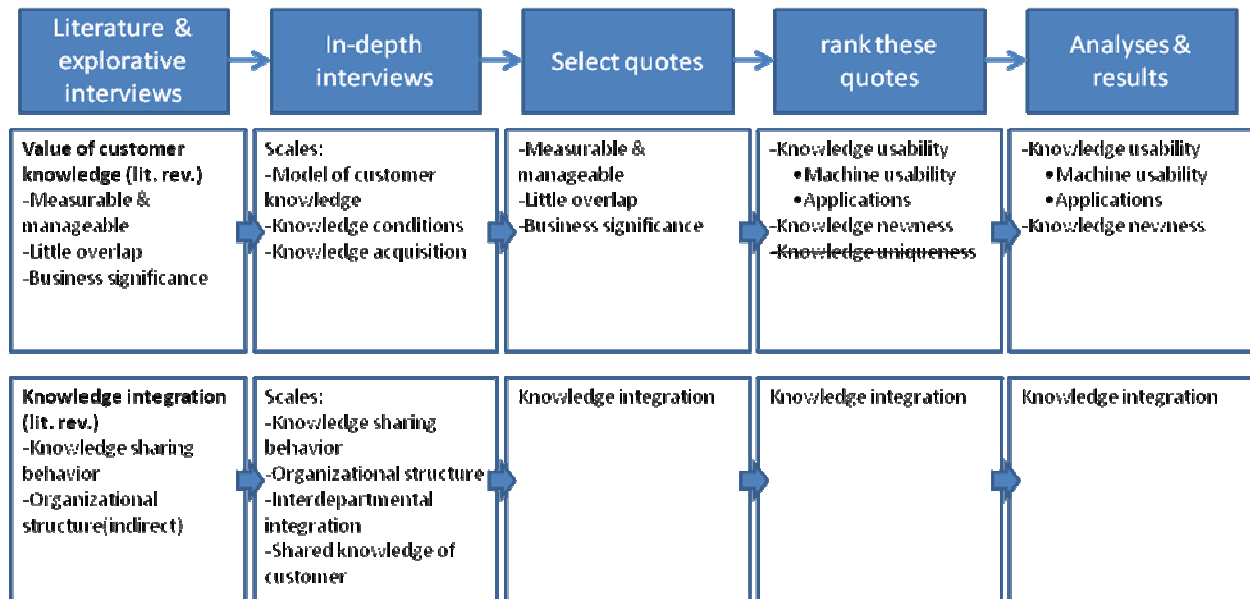 Literature &
explorative
interviews
In-depth
interviews
Select quotes
rank these
quotes
Analyses &
results
Value of customer
knowledge (lit. rev.)
-Measurable &
manageable
-Little overlap
-Business significance
Scales:
-Model of customer
knowledge
-Knowledge conditions
-Knowledge acquisition
-Measurable &
manageable
-Little overlap
-Business significance
-Knowledge usability
•Machine usability
•Applications
-Knowledge newness
-Knowledge uniqueness
-Knowledge usability
•Machine usability
•Applications
-Knowledge newness
Knowledge integration
(lit. rev.)
-Knowledge sharing
behavior
-Organizational
structure(indirect)
Scales:
-Knowledge sharing
behavior
-Organizational structure
-Interdepartmental
integration
-Shared knowledge of
customer
Knowledge integration
Knowledge integration
Knowledge integration